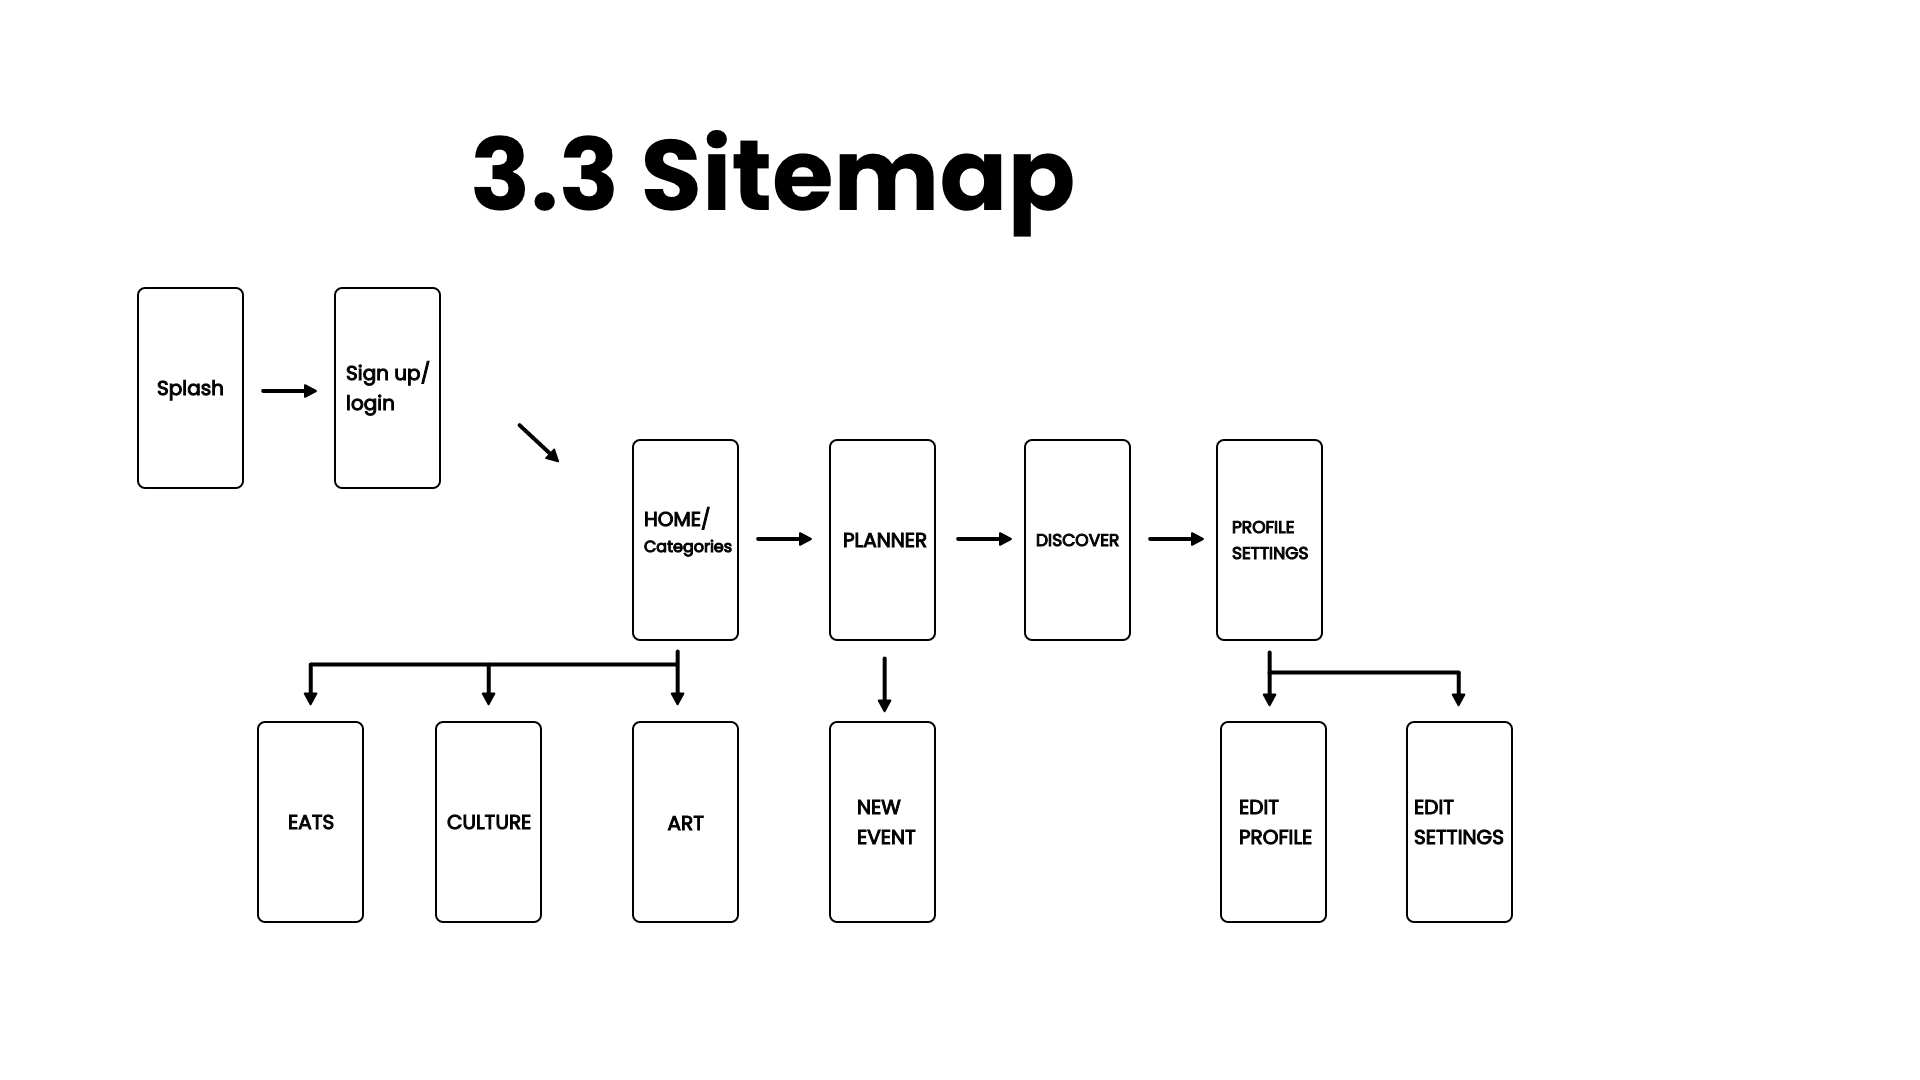 3.3 Sitemap
Splash
Sign up/
login
HOME/
Categories
PLANNER
DISCOVER
PROFILE
SETTINGS
EATS
CULTURE
ART
NEW
EVENT
EDIT
PROFILE
EDIT
SETTINGS